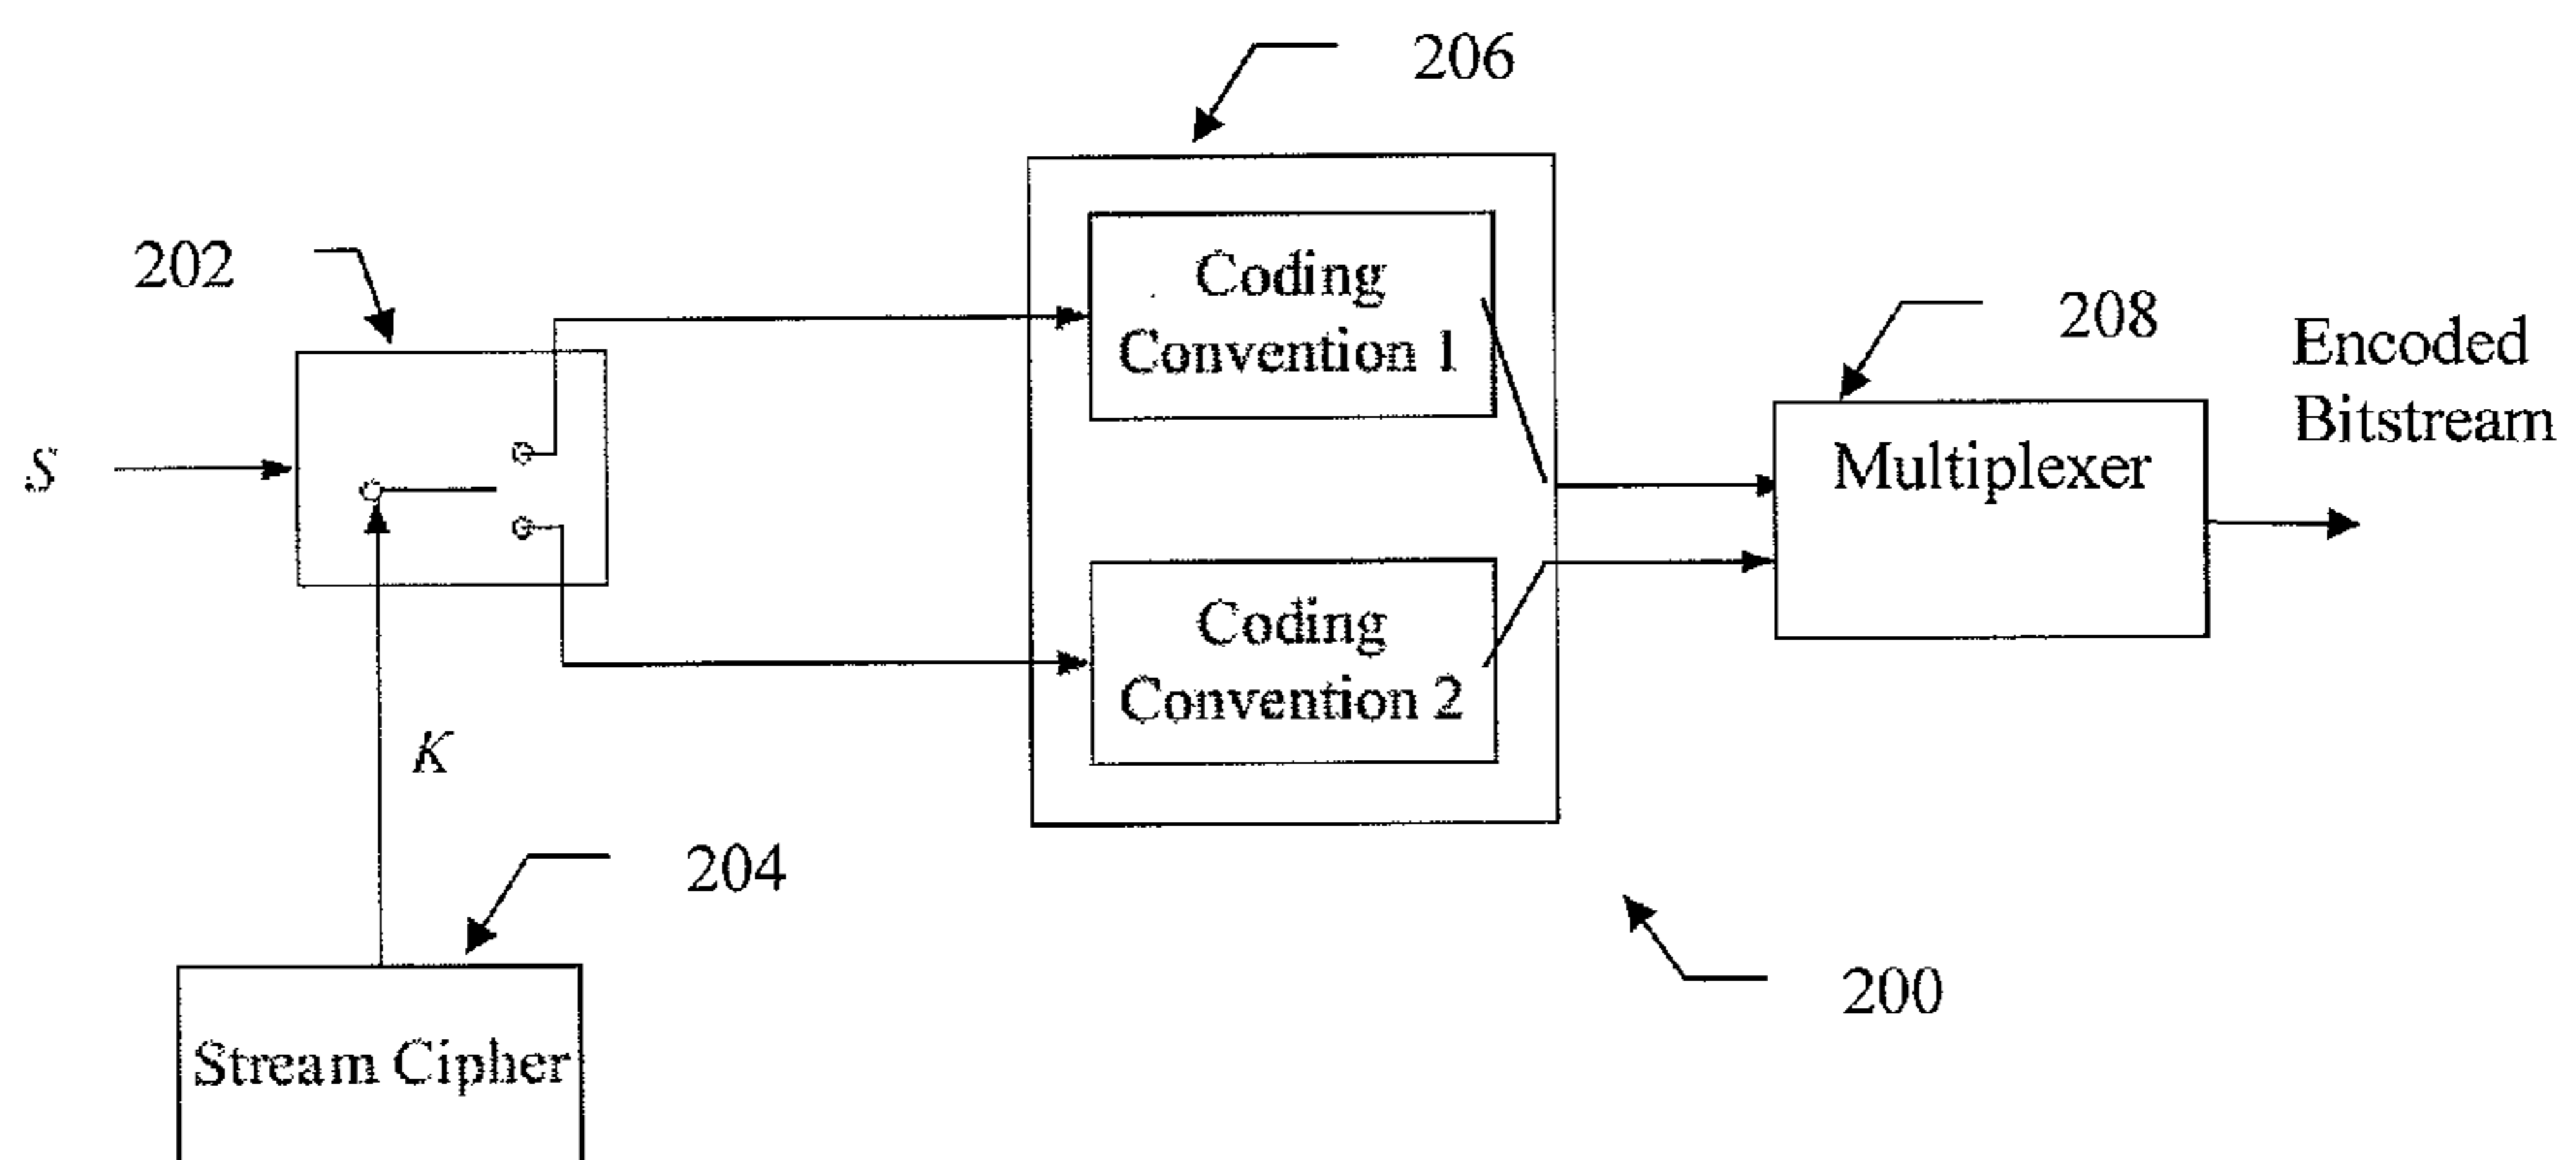 206
202
Coding
Convention 1
208
Encoded
Bitstream
S
Multiplexer
Coding
Convention 2
K
204
200
Stream Cipher